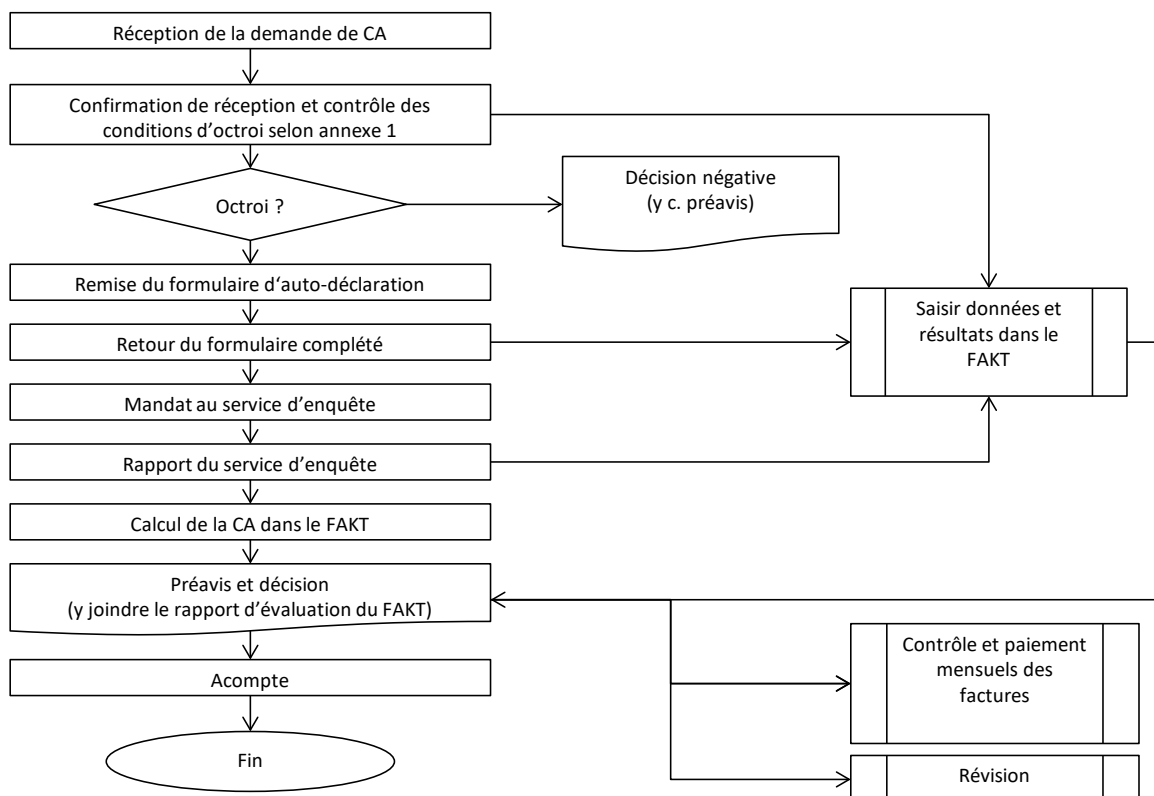 Réception de la demande de CA
Confirmation de réception et contrôle des
conditions d'octroi selon annexe 1
Octroi ?
Décision négative
(y c. préavis)
Remise du formulaire d'auto-déclaration
Retour du formulaire complété
Saisir données et
résultats dans le
FAKT
Mandat au service d'enquête
Rapport du service d'enquête
Calcul de la CA dans le FAKT
Préavis et décision
(y joindre le rapport d'évaluation du FAKT)
Acompte
Contrôle et paiement
mensuels des
factures
Fin
Révision